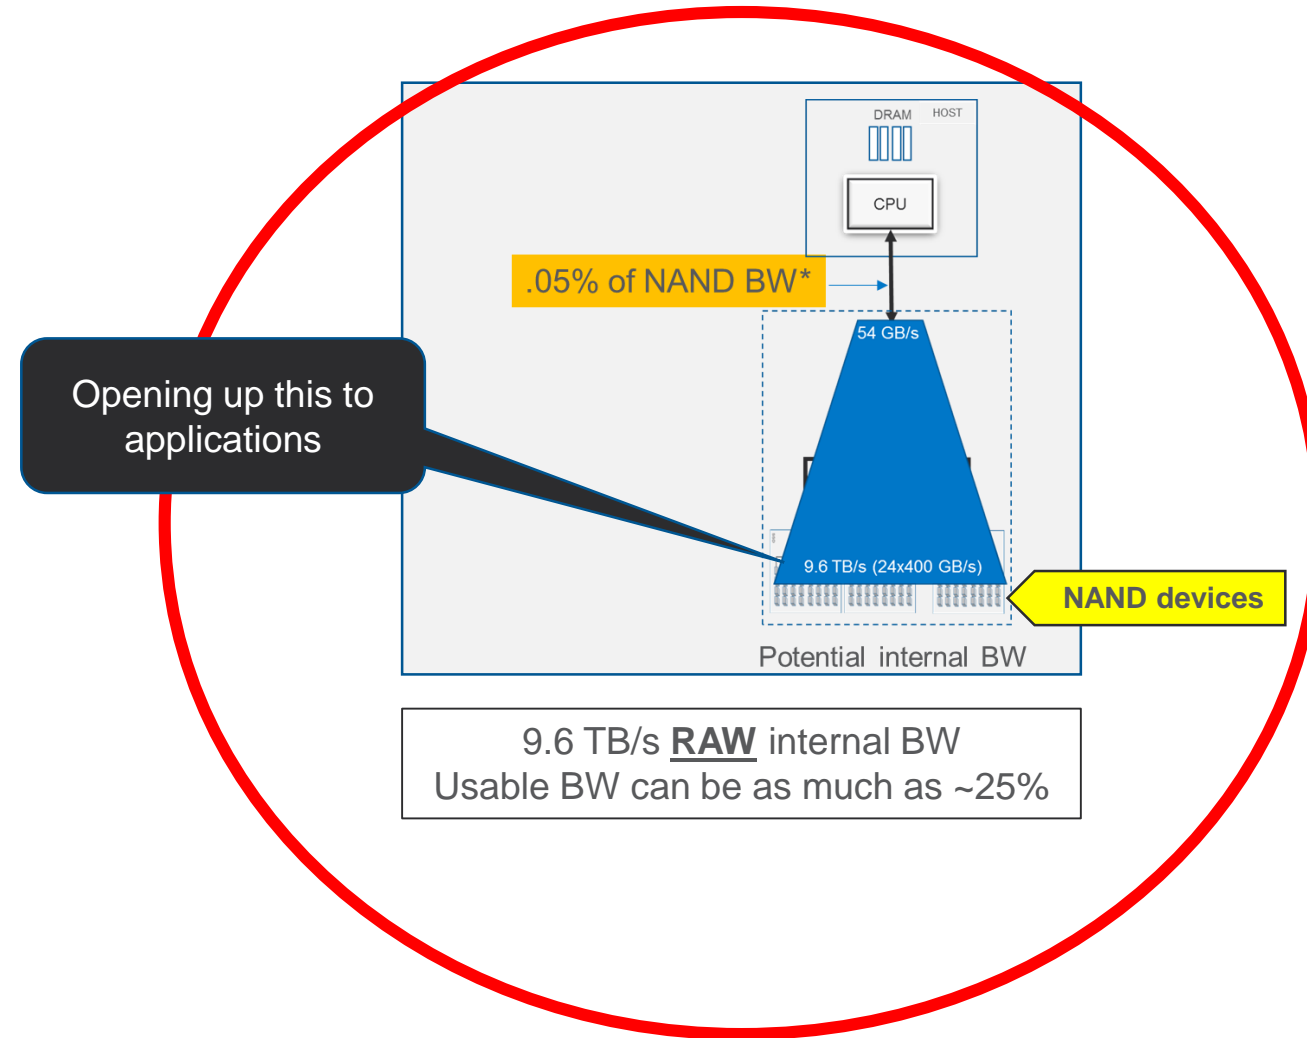 DRAM HOST
CPU
.05% of NAND BW*
54 GB/s
Opening up this to
applications
9.6 TB/s (24x400 GB/s)
NAND devices
Potential internal BW
9.6 TB/s RAW internal BW
Usable BW can be as much as ~25%